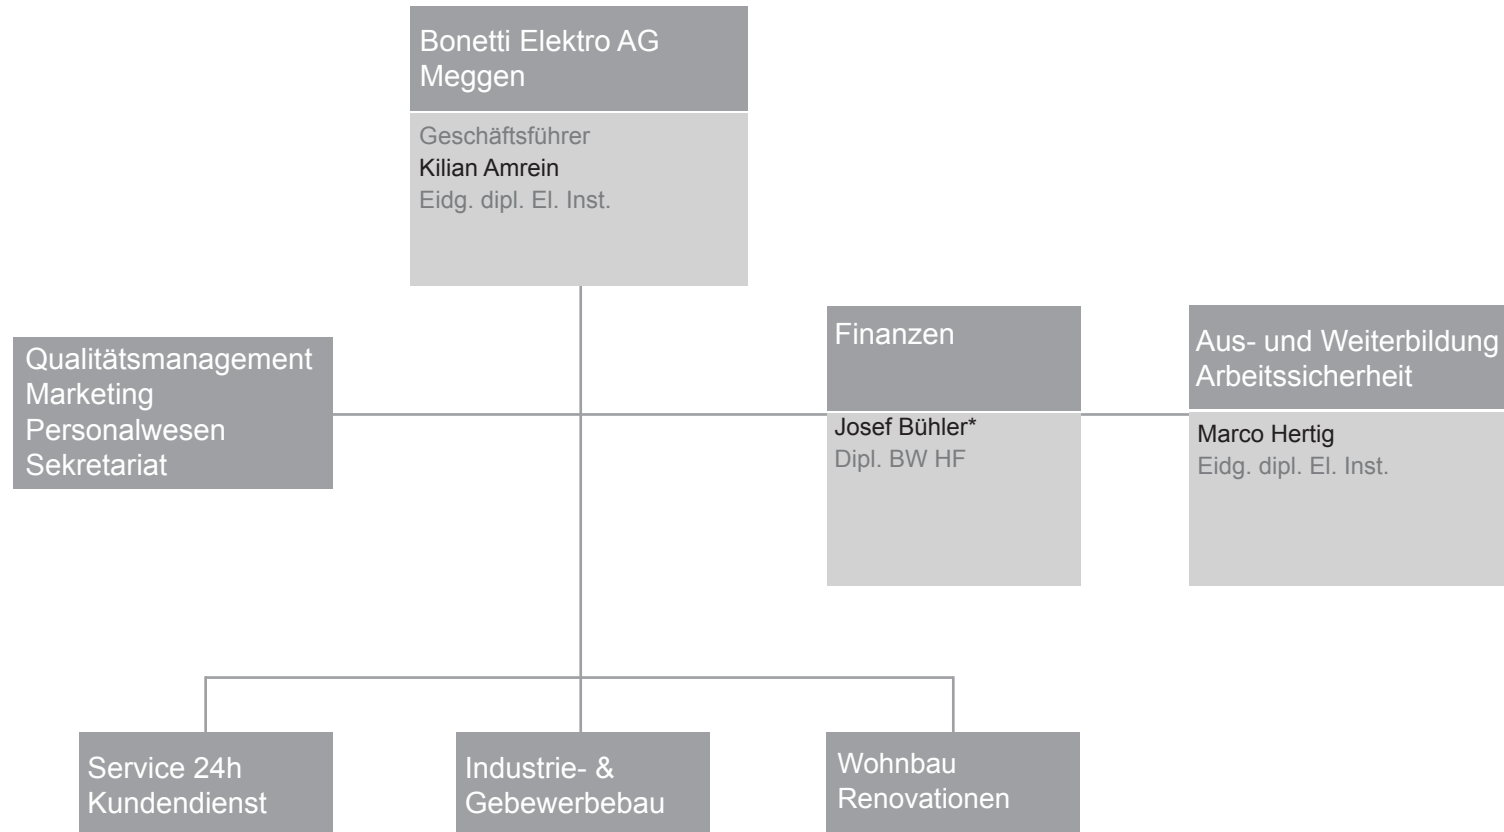 Bonetti Elektro AG
Meggen
Geschäftsführer
Kilian Amrein
Eidg. dipl. El. Inst.
Qualitätsmanagement
Marketing
Personalwesen
Sekretariat
Finanzen
Josef Bühler*
Dipl. BW HF
Aus- und Weiterbildung
Arbeitssicherheit
Marco Hertig
Eidg. dipl. El. Inst.
Service 24h
Kundendienst
Industrie- &
Gebewerbebau
Wohnbau
Renovationen